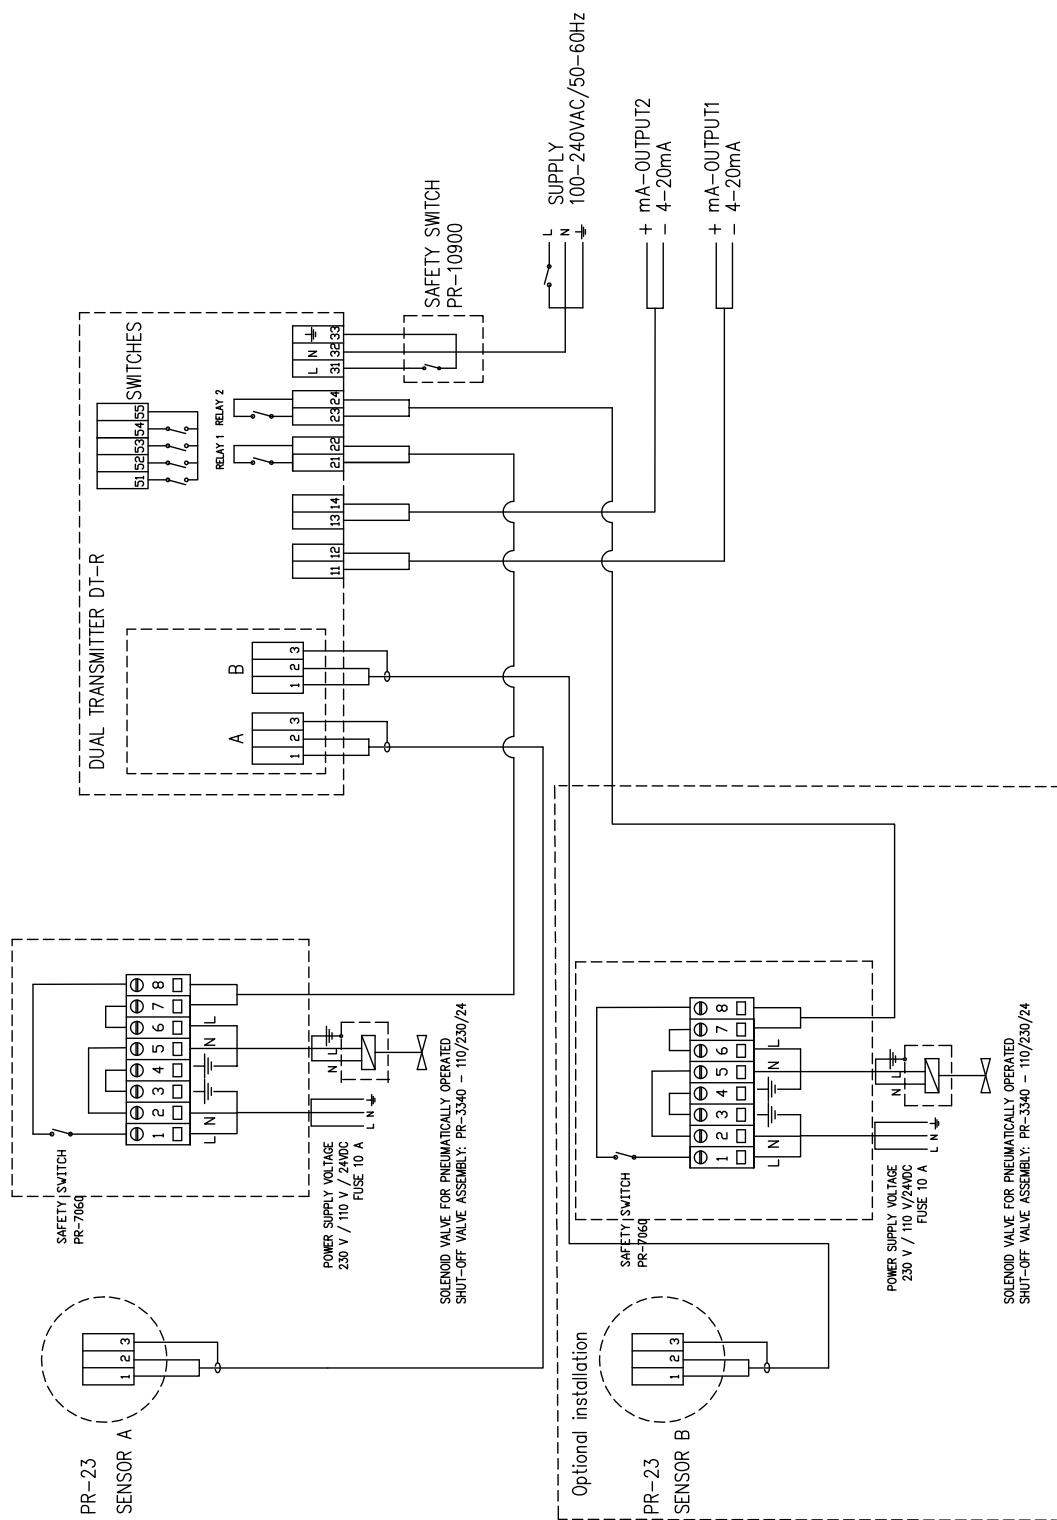 PR-23
SENSOR A
1 2 3
SAFETY SWITCH
PR-7060
1 2 3 4 5 6 7 8
L N N L
POWER SUPPLY VOLTAGE
230 V / 110 V / 24VDC
FUSE 10 A
L N
N L
SOLENOID VALVE FOR PNEUMATICALLY OPERATED
SHUT-OFF VALVE ASSEMBLY: PR-3340 - 110/230/24
DUAL TRANSMITTER DT-R
A
1 2 3
B
1 2 3
SWITCHES
51 52 53 54 55
RELAY 1 RELAY 2
11 12
13 14
21 22
23 24
L N
31 32 33
SAFETY SWITCH
PR-10900
SUPPLY
100-240VAC/50-60Hz
L
N
+ mA-OUTPUT2
- 4-20mA
+ mA-OUTPUT1
- 4-20mA
Optional installation
PR-23
SENSOR B
1 2 3
SAFETY SWITCH
PR-7060
1 2 3 4 5 6 7 8
L N N L
POWER SUPPLY VOLTAGE
230 V / 110 V/24VDC
FUSE 10 A
L N
N L
SOLENOID VALVE FOR PNEUMATICALLY OPERATED
SHUT-OFF VALVE ASSEMBLY: PR-3340 - 110/230/24